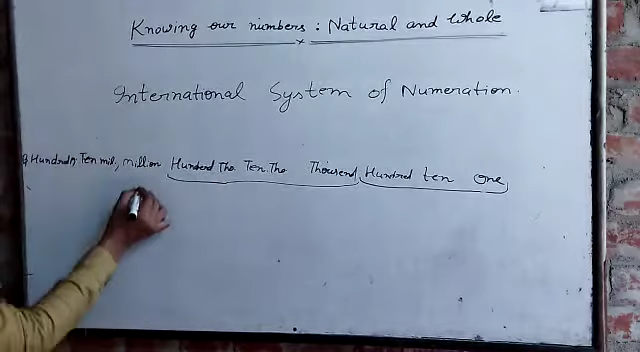 Knowing our numbers : Natural and Whole
International System of Numeration.
Ten mil, million Hundred Tho. Ten. Tho Thousand Hundred ten one